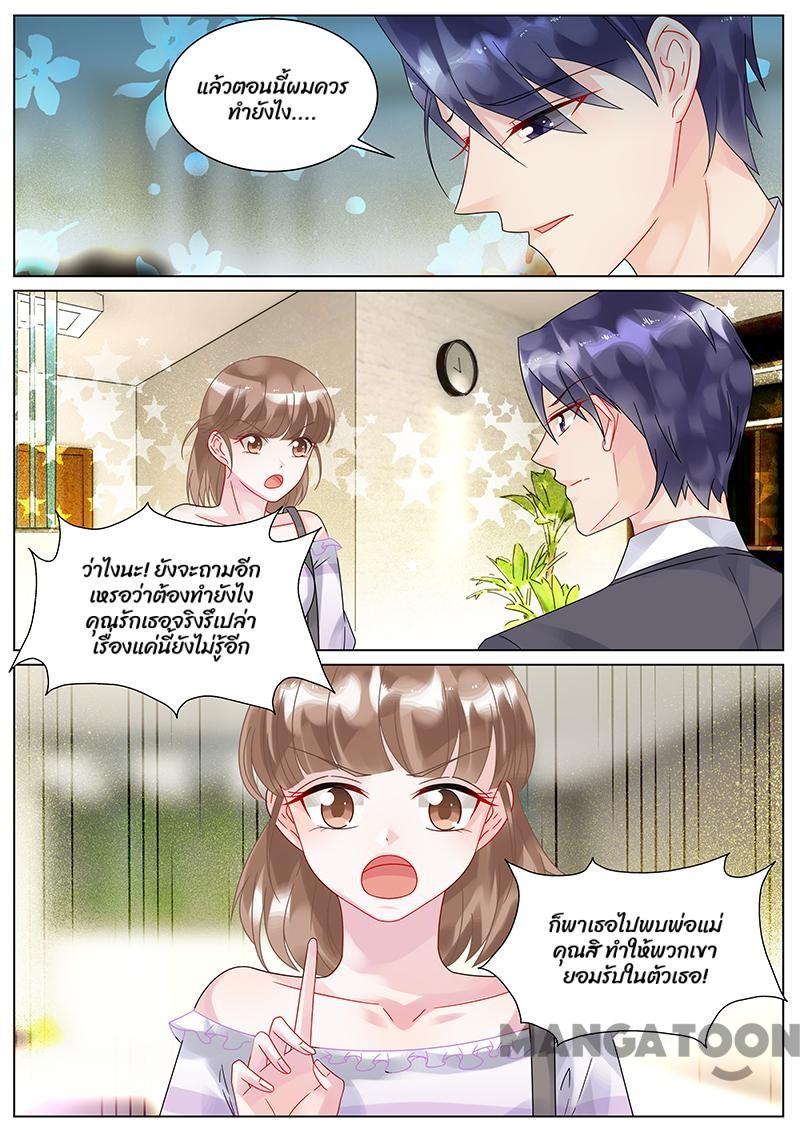 แล้วตอนนี้ผมควร
ทำยังไง....
ว่าไงนะ! ยังจะถามอีก
เหรอว่าต้องทำยังไง
คุณรักเธอจริงรึเปล่า
เรื่องแค่นี้ยังไม่รู้อีก
ก็พาเธอไปพบพ่อแม่
คุณสิ ทำให้พวกเขา
ยอมรับในตัวเธอ!
MANGATOON